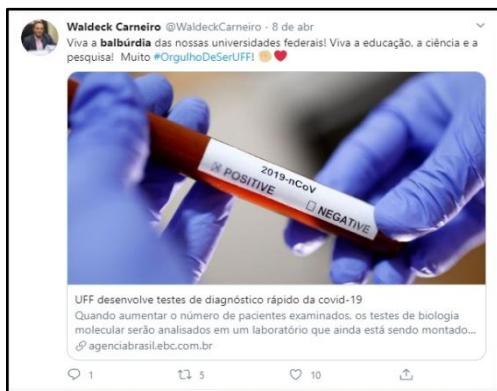 Waldeck Carneiro @WaldeckCarneiro · 8 de abr
Viva a balbúrdia das nossas universidades federais! Viva a educação, a ciência e a
pesquisa! Muito #OrgulhoDeSerUFF!
2019-nCoV
POSITIVE
NEGATIVE
UFF desenvolve testes de diagnóstico rápido da covid-19
Quando aumentar o número de pacientes examinados, os testes de biologia
molecular serão analisados em um laboratório que ainda está sendo montado...
agenciabrasil.ebc.com.br
1 5 10